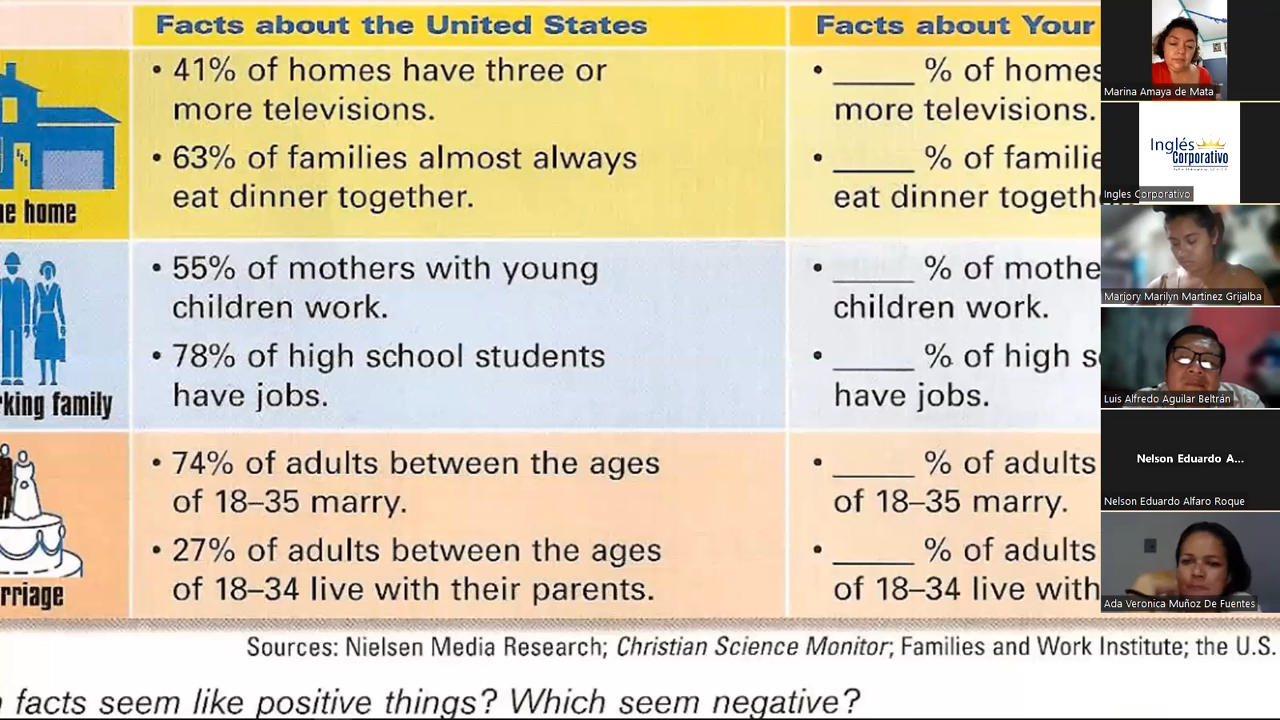 Facts about the United States
Facts about Your
• 41% of homes have three or
more televisions.
• 63% of families almost always
eat dinner together.
• _____ % of homes
more televisions.
• _____ % of familie
eat dinner togeth
ne home
• 55% of mothers with young
children work.
• 78% of high school students
have jobs.
• _____ % of mothe
children work.
• _____ % of high s
have jobs.
rking family
• 74% of adults between the ages
of 18–35 marry.
• 27% of adults between the ages
of 18–34 live with their parents.
• _____ % of adults
of 18–35 marry.
• _____ % of adults
of 18–34 live with
rriage
Sources: Nielsen Media Research; Christian Science Monitor; Families and Work Institute; the U.S.
facts seem like positive things? Which seem negative?
Marina Amaya de Mata
Inglés
Corporativo
Ingles Corporativo
Marjory Marilyn Martinez Grijalba
Luis Alfredo Aguilar Beltrán
Nelson Eduardo A...
Nelson Eduardo Alfaro Roque
Ada Veronica Muñoz De Fuentes